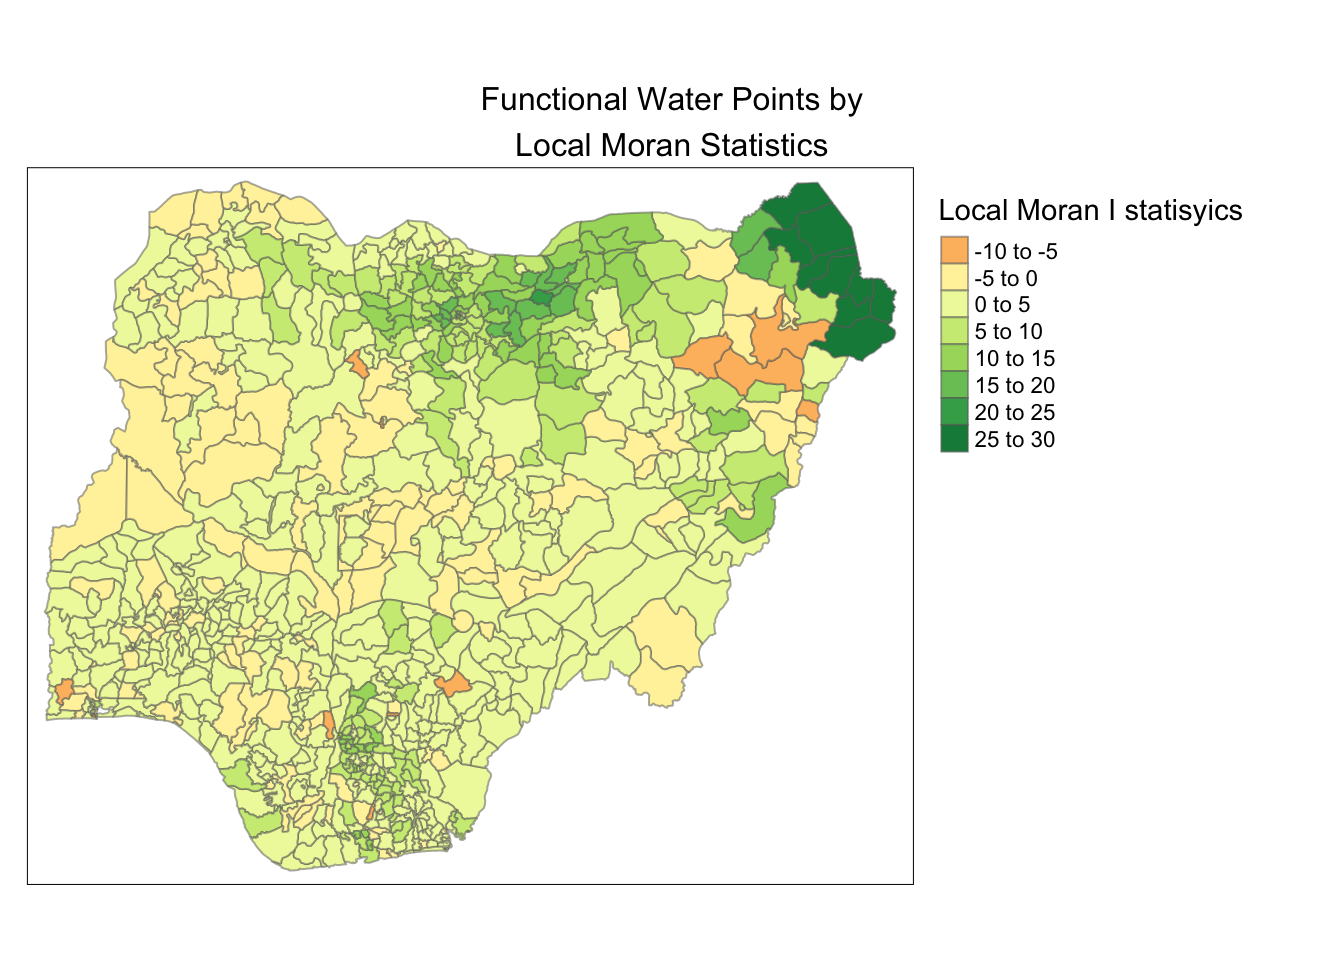 Functional Water Points by
Local Moran Statistics
Local Moran I statisyics
-10 to -5
-5 to 0
0 to 5
5 to 10
10 to 15
15 to 20
20 to 25
25 to 30